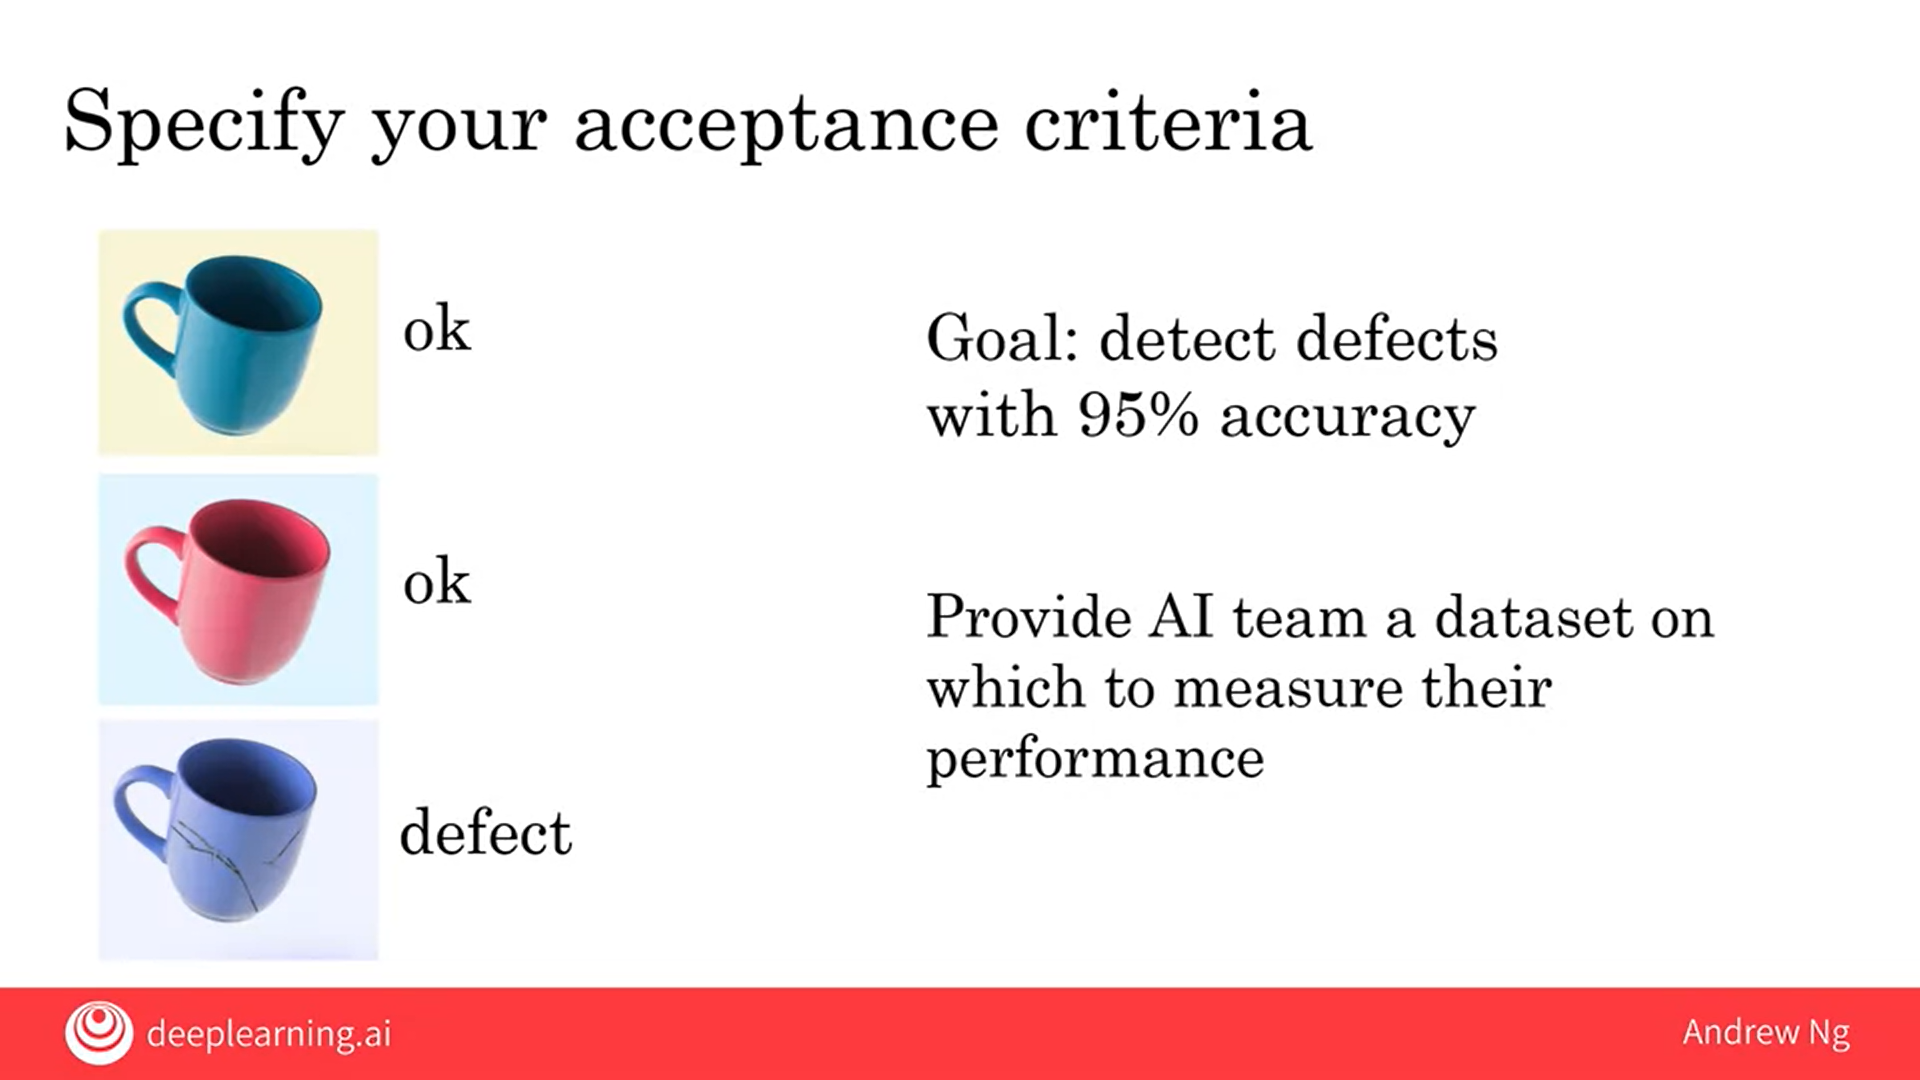 Specify your acceptance criteria
ok
ok
defect
Goal: detect defects
with 95% accuracy
Provide AI team a dataset on
which to measure their
performance
deeplearning.ai
Andrew Ng